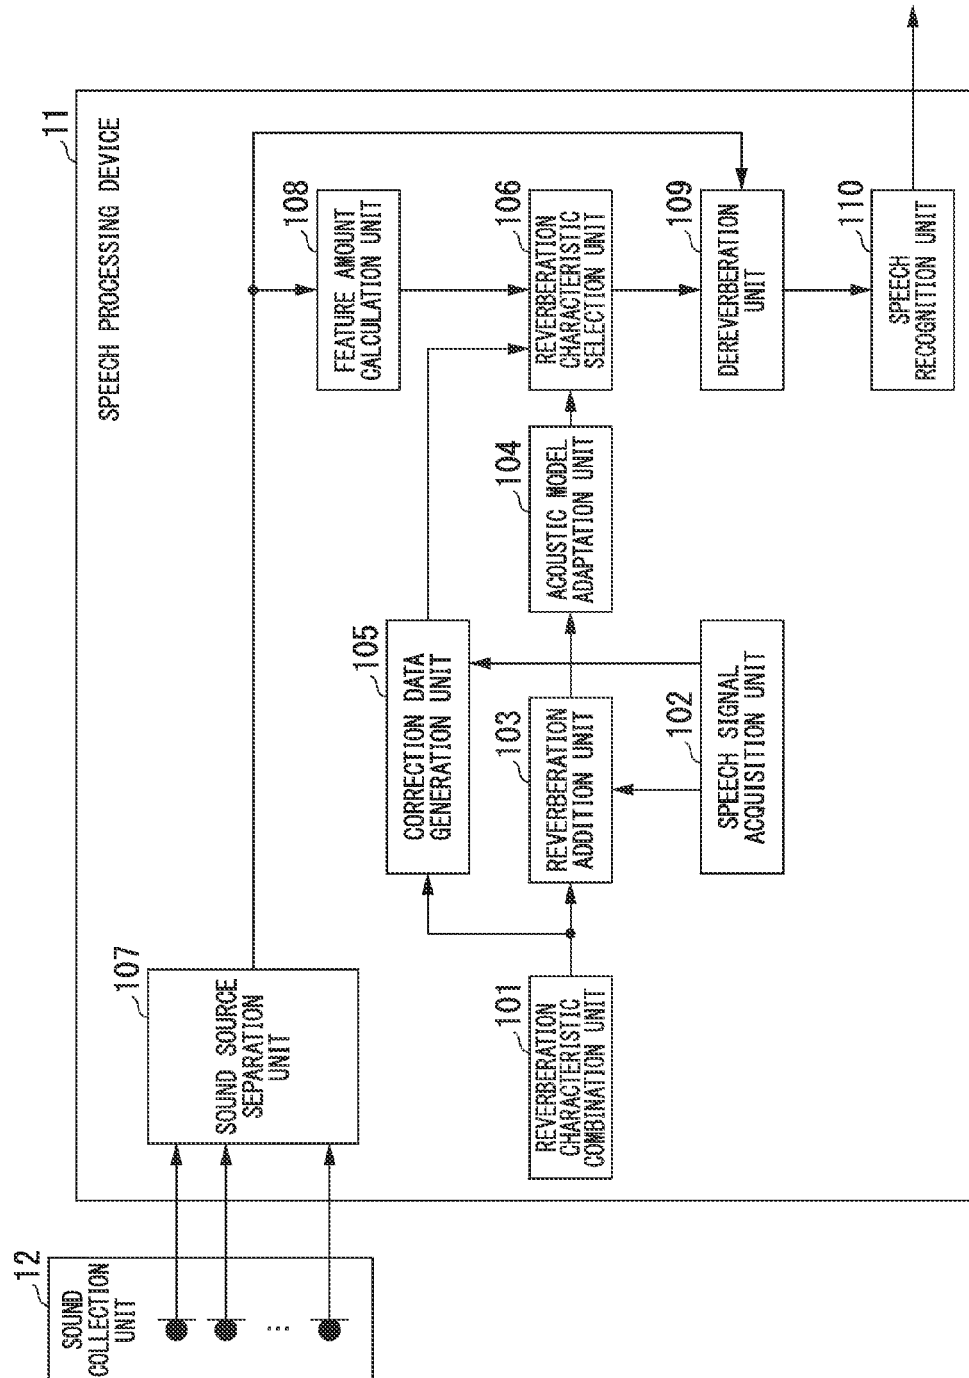 11
SPEECH PROCESSING DEVICE
12
SOUND
COLLECTION
UNIT
...
107
SOUND SOURCE
SEPARATION
UNIT
108
FEATURE AMOUNT
CALCULATION UNIT
105
CORRECTION DATA
GENERATION UNIT
101
REVERBERATION
CHARACTERISTIC
COMBINATION UNIT
103
REVERBERATION
ADDITION UNIT
104
ACOUSTIC MODEL
ADAPTATION UNIT
106
REVERBERATION
CHARACTERISTIC
SELECTION UNIT
102
SPEECH SIGNAL
ACQUISITION UNIT
109
DEREVERBERATION
UNIT
110
SPEECH
RECOGNITION UNIT